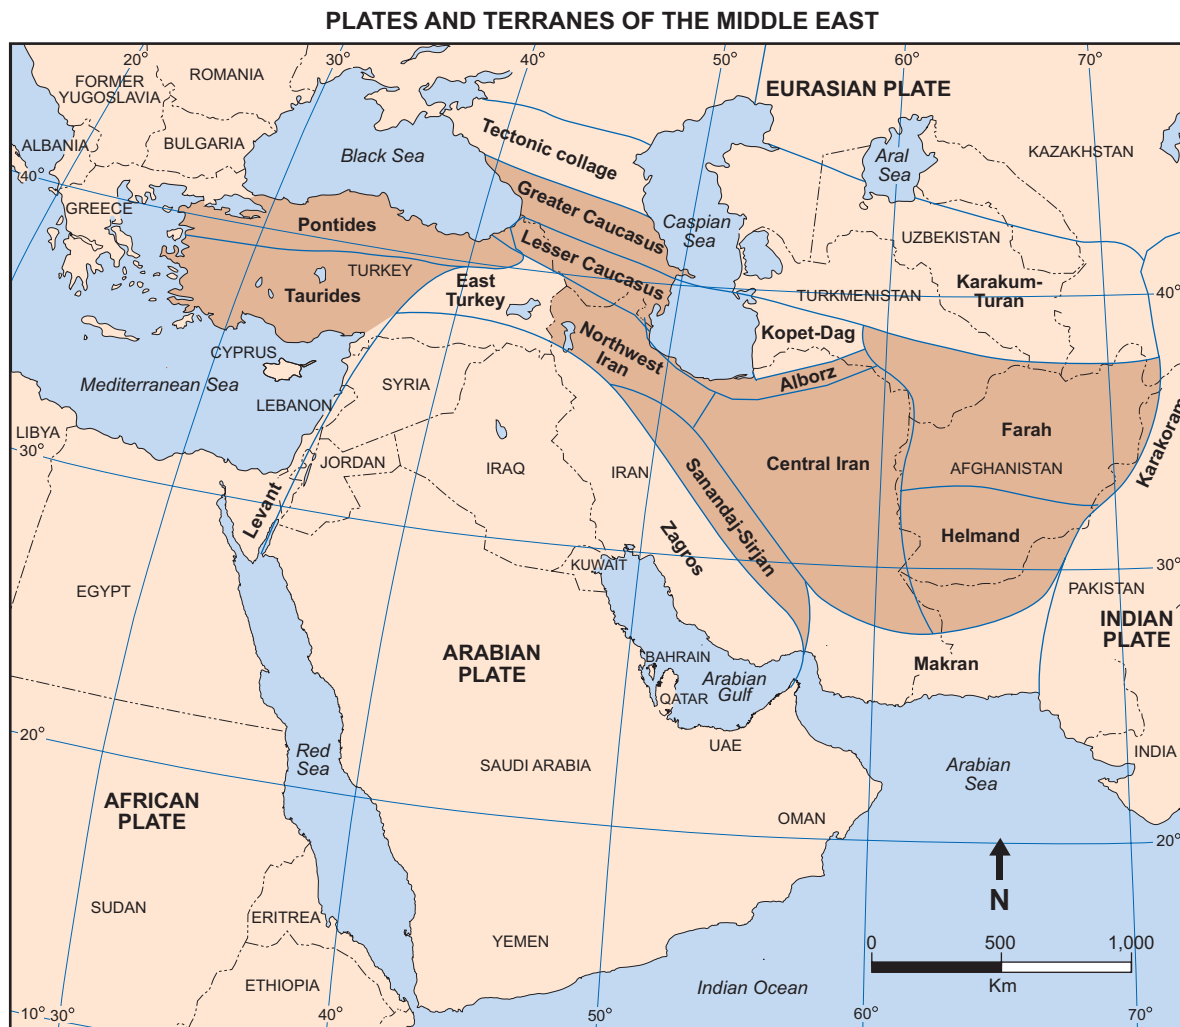 PLATES AND TERRANES OF THE MIDDLE EAST
20°
30°
40°
50°
60°
70°
FORMER
YUGOSLAVIA
ROMANIA
EURASIAN PLATE
ALBANIA
BULGARIA
Black Sea
Tectonic collage
Aral
Sea
KAZAKHSTAN
40°
GREECE
Pontides
Greater Caucasus
Caspian
Sea
UZBEKISTAN
Lesser Caucasus
TURKEY
Taurides
East
Turkey
TURKMENISTAN
Karakum-
Turan
40°
Kopet-Dag
Northwest
Iran
CYPRUS
Mediterranean Sea
SYRIA
Alborz
LEBANON
LIBYA
Farah
Karakoram
30°
JORDAN
IRAQ
IRAN
Central Iran
AFGHANISTAN
Levant
Sanandaj-Sirjan
Zagros
Helmand
KUWAIT
30°
EGYPT
PAKISTAN
INDIAN
PLATE
ARABIAN
PLATE
BAHRAIN
Arabian
Gulf
QATAR
Makran
20°
Red
Sea
UAE
SAUDI ARABIA
Arabian
Sea
INDIA
AFRICAN
PLATE
OMAN
20°
N
SUDAN
ERITREA
YEMEN
0
500
1,000
Km
ETHIOPIA
Indian Ocean
10°
30°
40°
50°
60°
70°